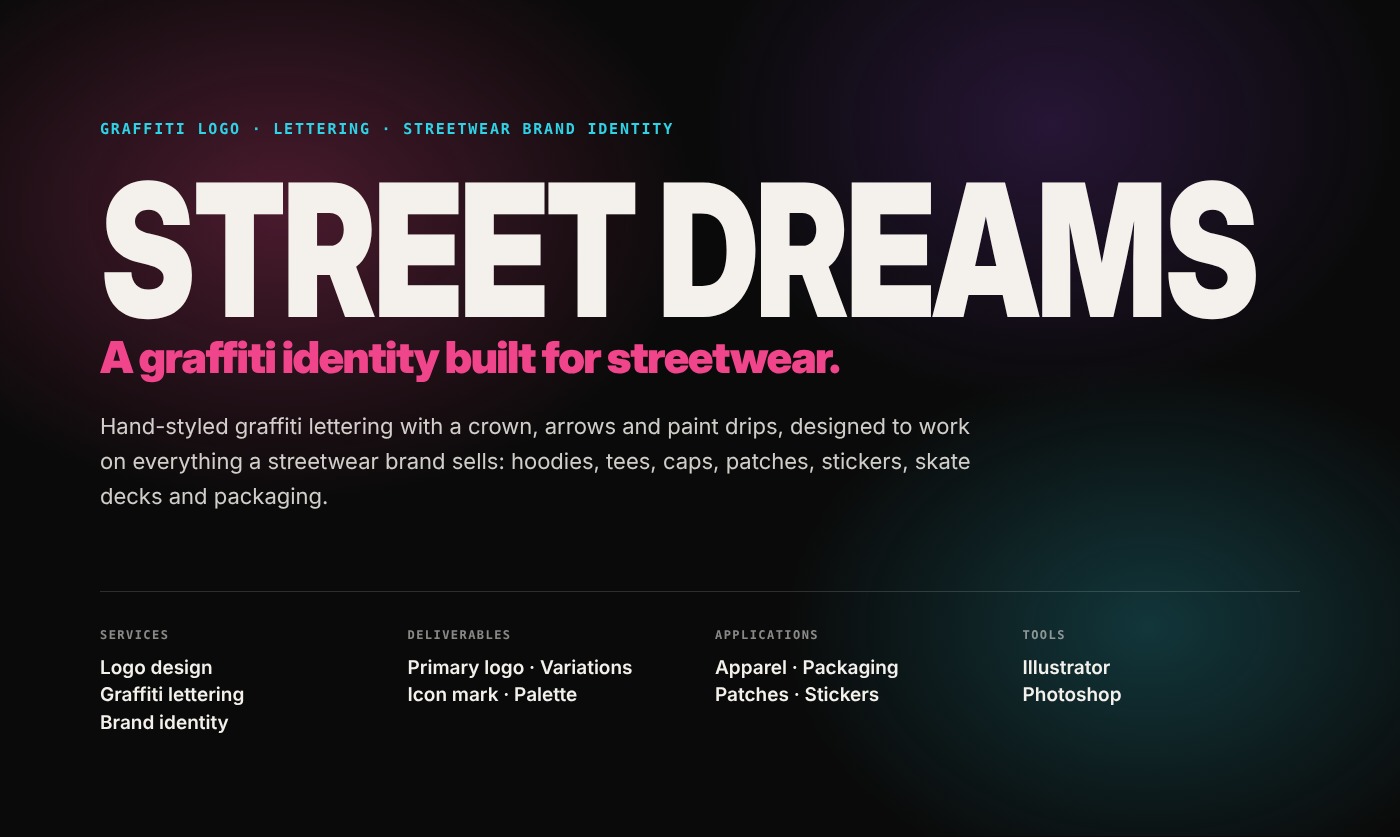 GRAFFITI LOGO · LETTERING · STREETWEAR BRAND IDENTITY
STREET DREAMS
A graffiti identity built for streetwear.
Hand-styled graffiti lettering with a crown, arrows and paint drips, designed to work
on everything a streetwear brand sells: hoodies, tees, caps, patches, stickers, skate
decks and packaging.
SERVICES
Logo design
Graffiti lettering
Brand identity
DELIVERABLES
Primary logo · Variations
Icon mark · Palette
APPLICATIONS
Apparel · Packaging
Patches · Stickers
TOOLS
Illustrator
Photoshop